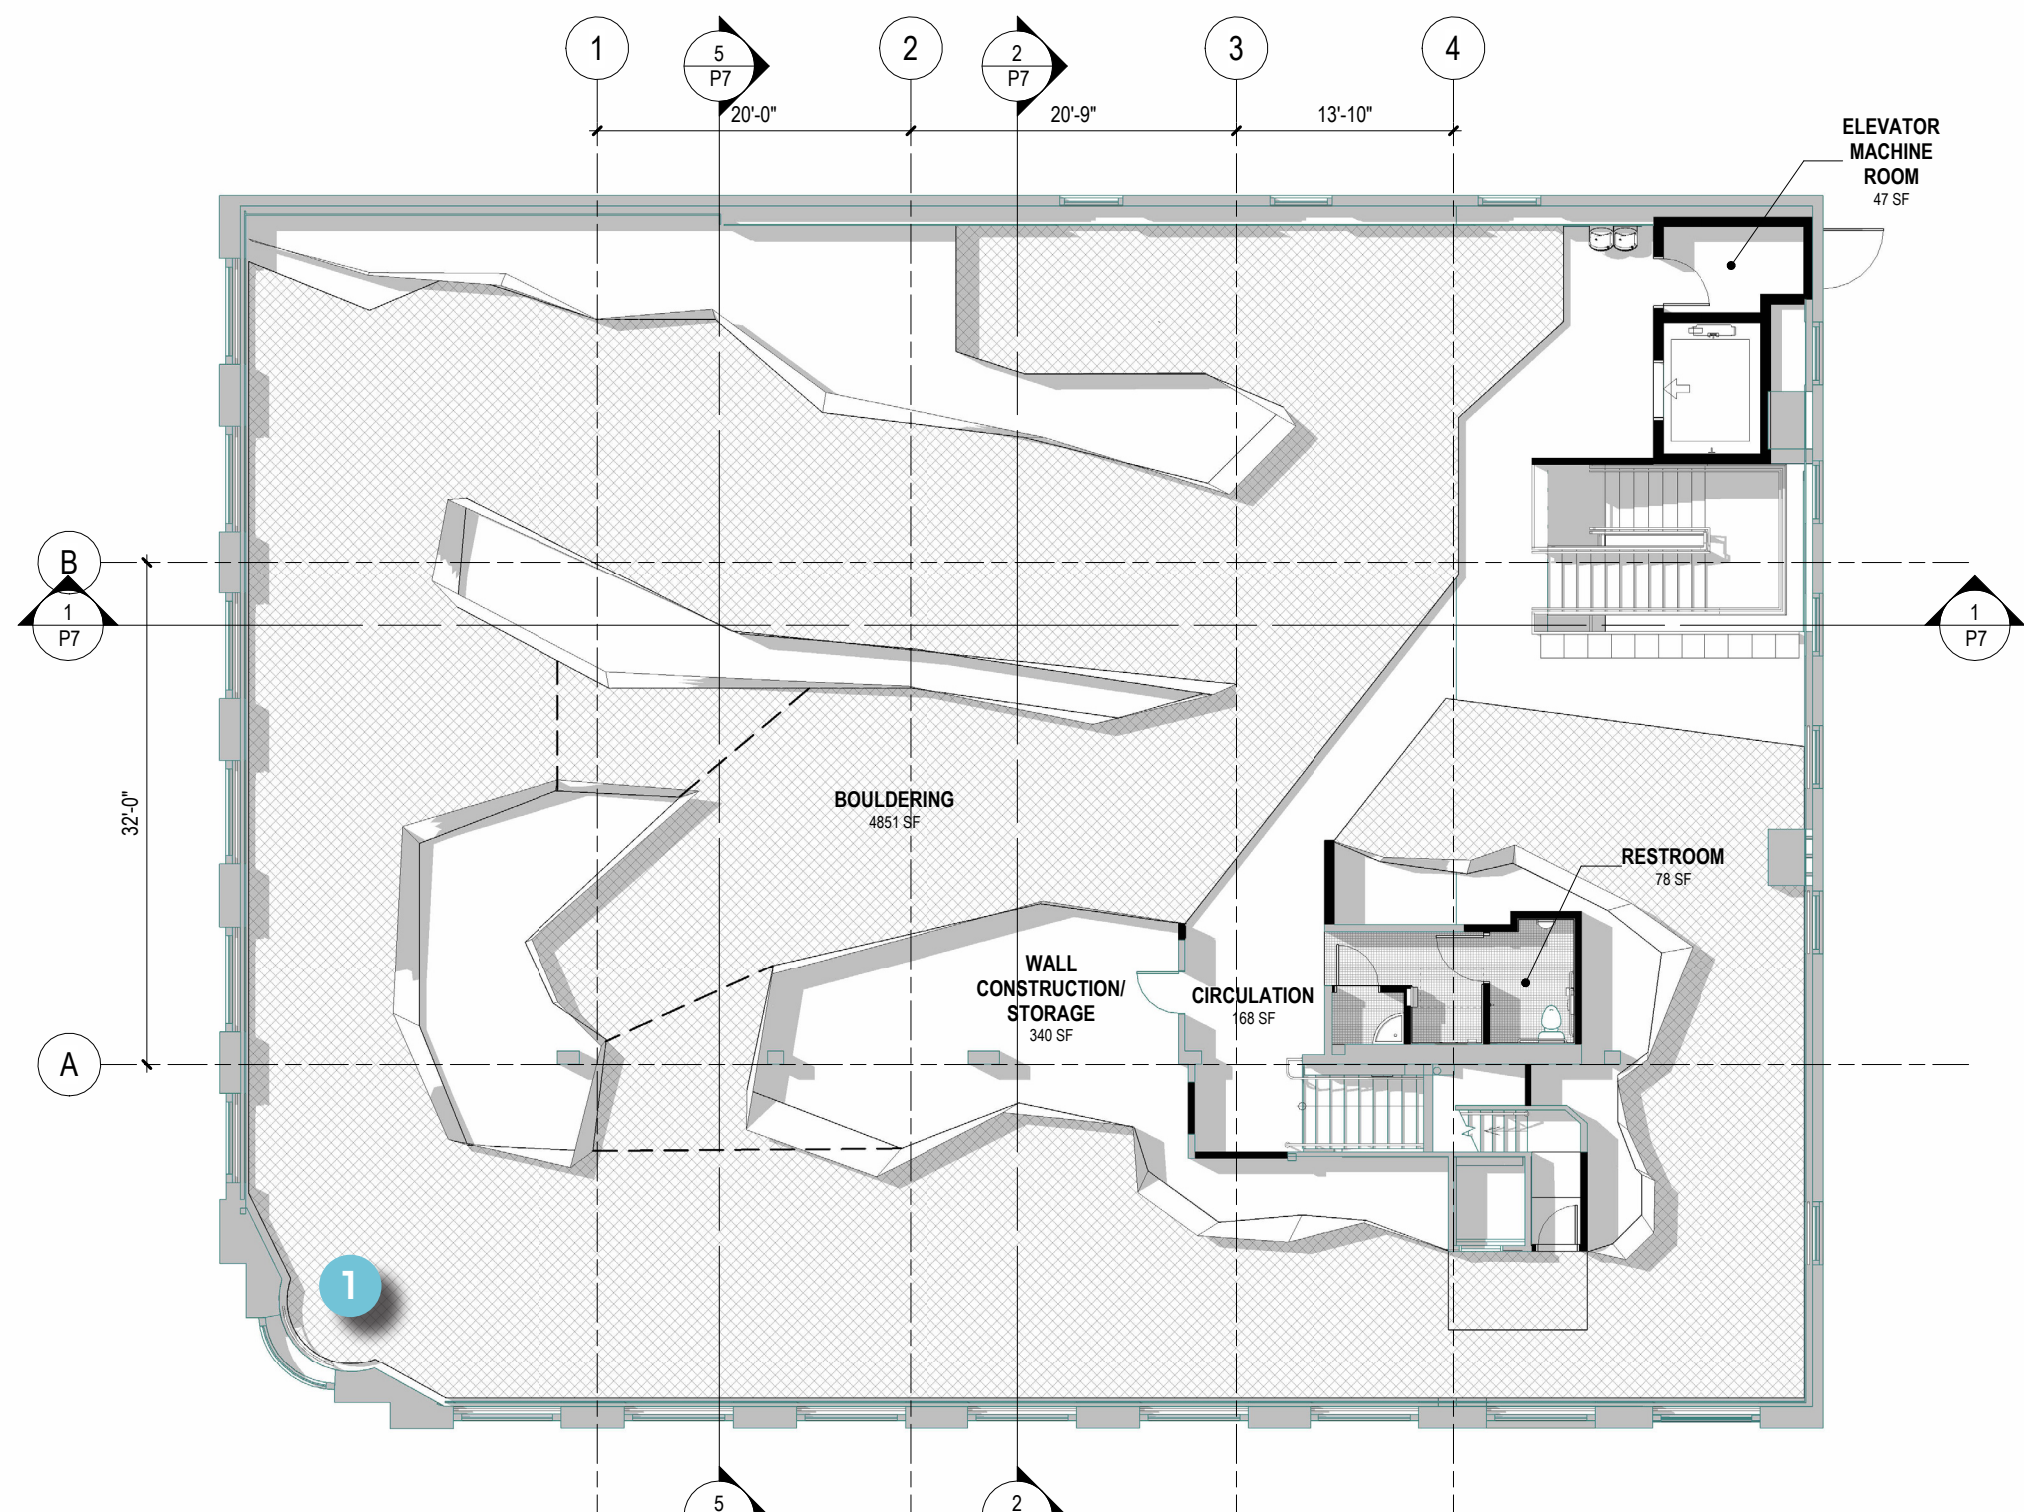 1
5
P7
2
2
P7
3
4
20'-0"
20'-9"
13'-10"
ELEVATOR
MACHINE
ROOM
47 SF
B
1
P7
1
P7
32'-0"
BOULDERING
4851 SF
RESTROOM
78 SF
WALL
CONSTRUCTION/
STORAGE
340 SF
CIRCULATION
168 SF
A
1
5
2